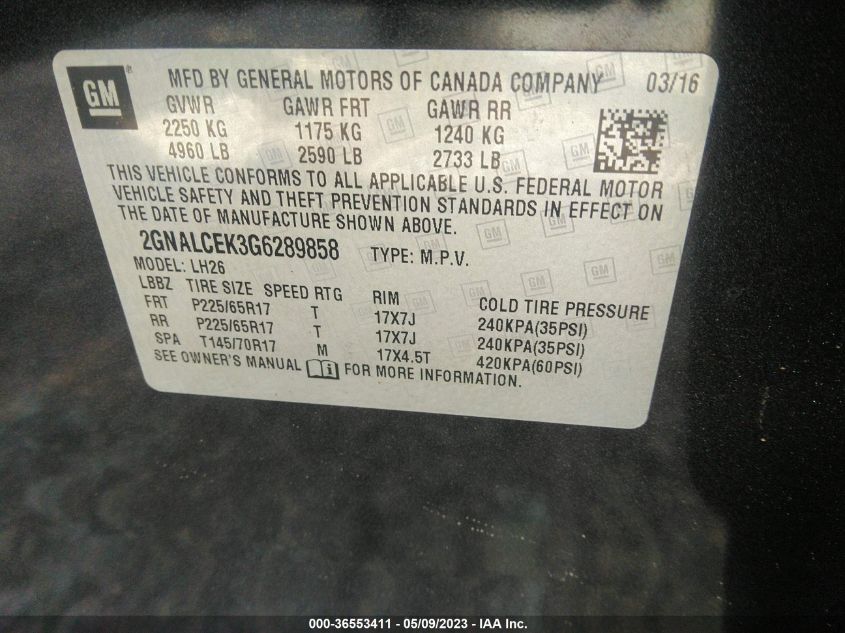 GM ® MFD BY GENERAL MOTORS OF CANADA COMPANY 03/16
GVWR GAWR FRT GAWR RR
2250 KG 1175 KG 1240 KG
4960 LB 2590 LB 2733 LB
THIS VEHICLE CONFORMS TO ALL APPLICABLE U.S. FEDERAL MOTOR
VEHICLE SAFETY AND THEFT PREVENTION STANDARDS IN EFFECT ON
THE DATE OF MANUFACTURE SHOWN ABOVE.
2GNALCEK3G6289858 TYPE: M.P.V.
MODEL: LH26
LBBZ TIRE SIZE SPEED RTG RIM COLD TIRE PRESSURE
FRT P225/65R17 T 17X7J 240KPA(35PSI)
RR P225/65R17 T 17X7J 240KPA(35PSI)
SPA T145/70R17 M 17X4.5T 420KPA(60PSI)
SEE OWNER'S MANUAL FOR MORE INFORMATION.
000-36553411 - 05/09/2023 - IAA Inc.